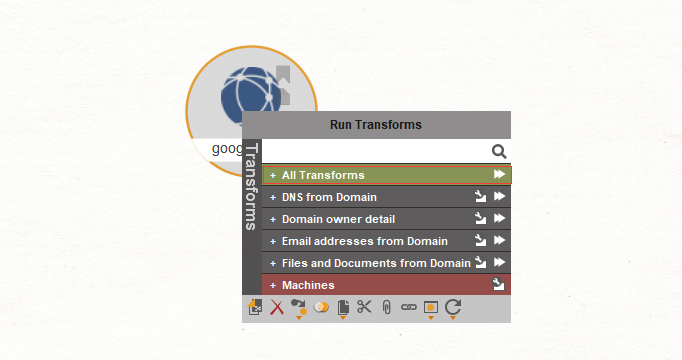 Run Transforms
goog
Transforms
+ All Transforms
+ DNS from Domain
+ Domain owner detail
+ Email addresses from Domain
+ Files and Documents from Domain
+ Machines